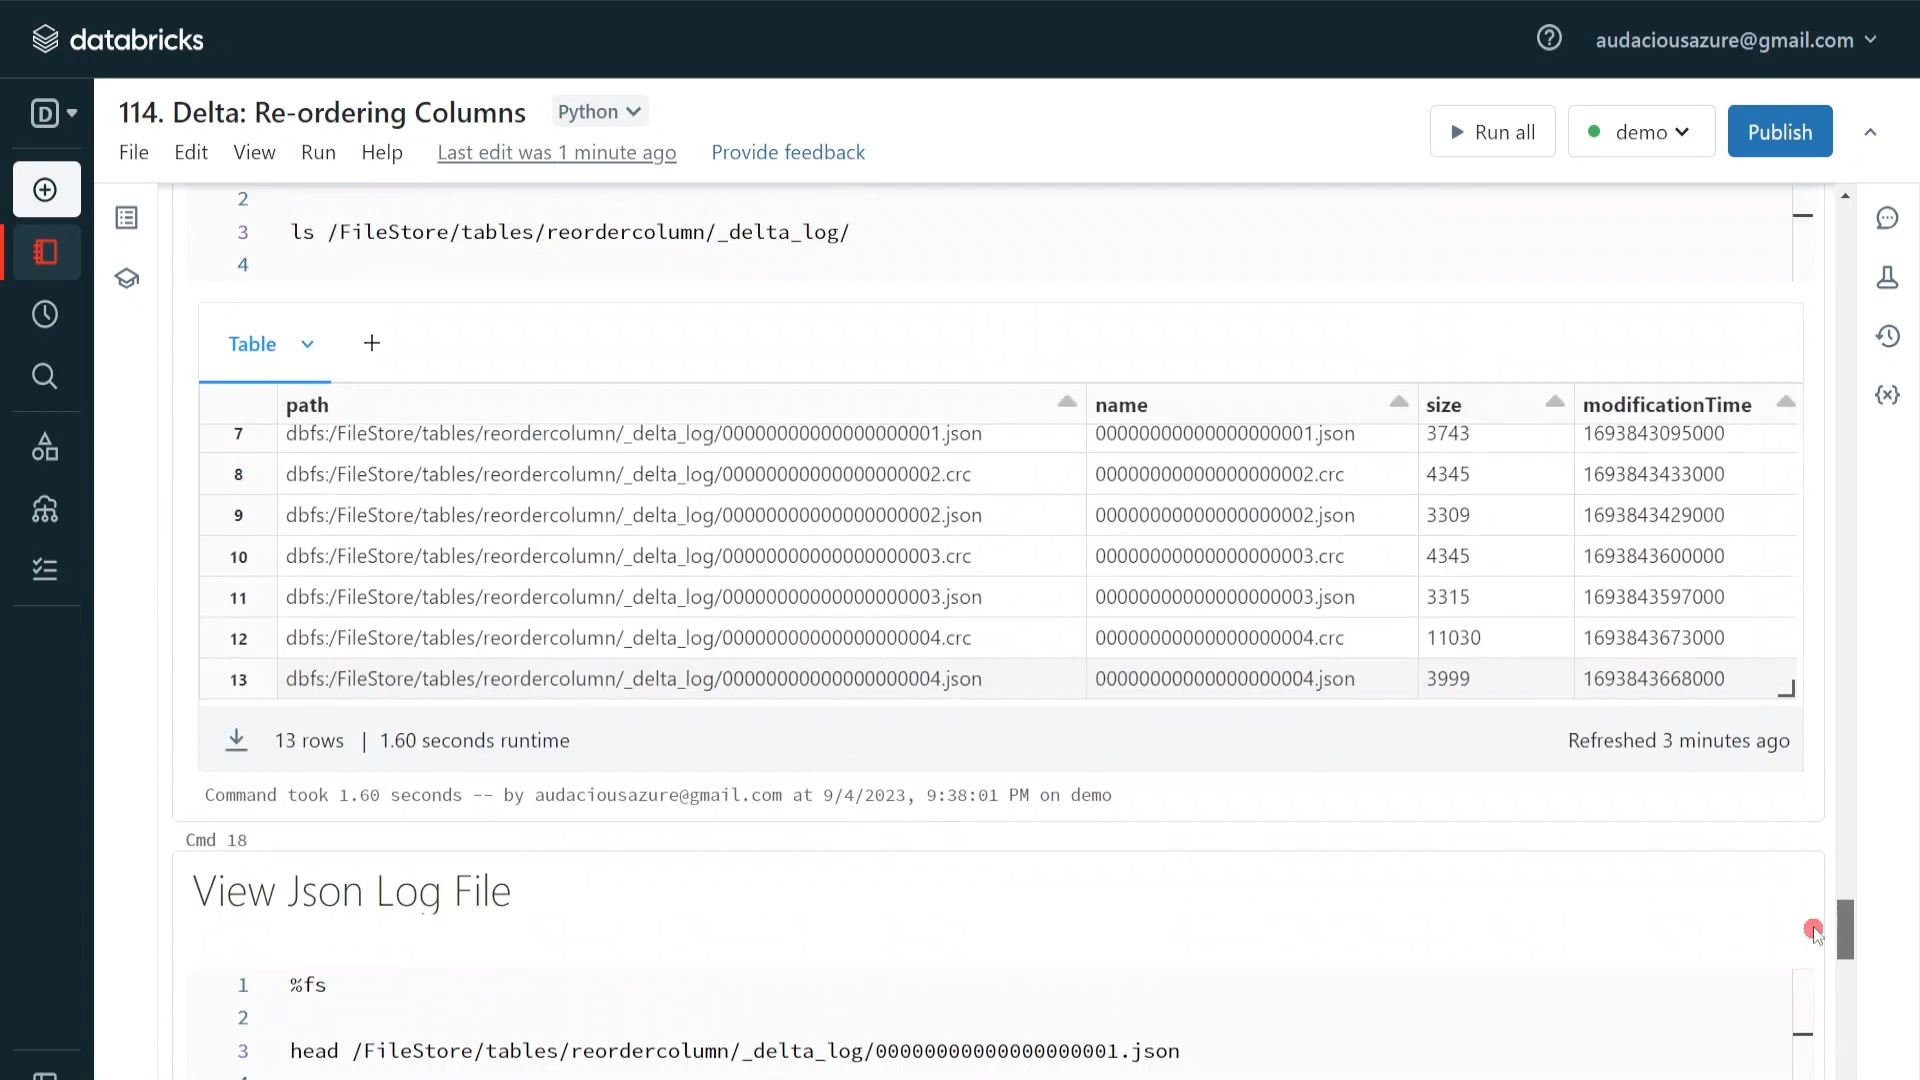 databricks
audaciousazure@gmail.com
D
114. Delta: Re-ordering Columns Python
Run all demo Publish
File Edit View Run Help Last edit was 1 minute ago Provide feedback
2
3 ls /FileStore/tables/reordercolumn/_delta_log/
4
Table +
path name size modificationTime
7 dbfs:/FileStore/tables/reordercolumn/_delta_log/00000000000000000001.json 00000000000000000001.json 3743 1693843095000
8 dbfs:/FileStore/tables/reordercolumn/_delta_log/00000000000000000002.crc 00000000000000000002.crc 4345 1693843433000
9 dbfs:/FileStore/tables/reordercolumn/_delta_log/00000000000000000002.json 00000000000000000002.json 3309 1693843429000
10 dbfs:/FileStore/tables/reordercolumn/_delta_log/00000000000000000003.crc 00000000000000000003.crc 4345 1693843600000
11 dbfs:/FileStore/tables/reordercolumn/_delta_log/00000000000000000003.json 00000000000000000003.json 3315 1693843597000
12 dbfs:/FileStore/tables/reordercolumn/_delta_log/00000000000000000004.crc 00000000000000000004.crc 11030 1693843673000
13 dbfs:/FileStore/tables/reordercolumn/_delta_log/00000000000000000004.json 00000000000000000004.json 3999 1693843668000
13 rows | 1.60 seconds runtime Refreshed 3 minutes ago
Command took 1.60 seconds -- by audaciousazure@gmail.com at 9/4/2023, 9:38:01 PM on demo
Cmd 18
View Json Log File
1 %fs
2
3 head /FileStore/tables/reordercolumn/_delta_log/00000000000000000001.json